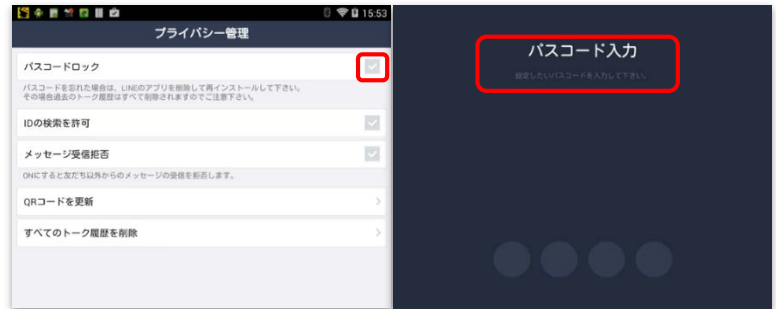 15:53
プライバシー管理
パスコードロック
パスコードを忘れた場合は、LINEのアプリを削除して再インストールして下さい。
その場合過去のトーク履歴はすべて削除されますのでご注意下さい。
IDの検索を許可
メッセージ受信拒否
ONにすると友だち以外からのメッセージの受信を拒否します。
QRコードを更新
すべてのトーク履歴を削除
パスコード入力
設定したいパスコードを入力して下さい。